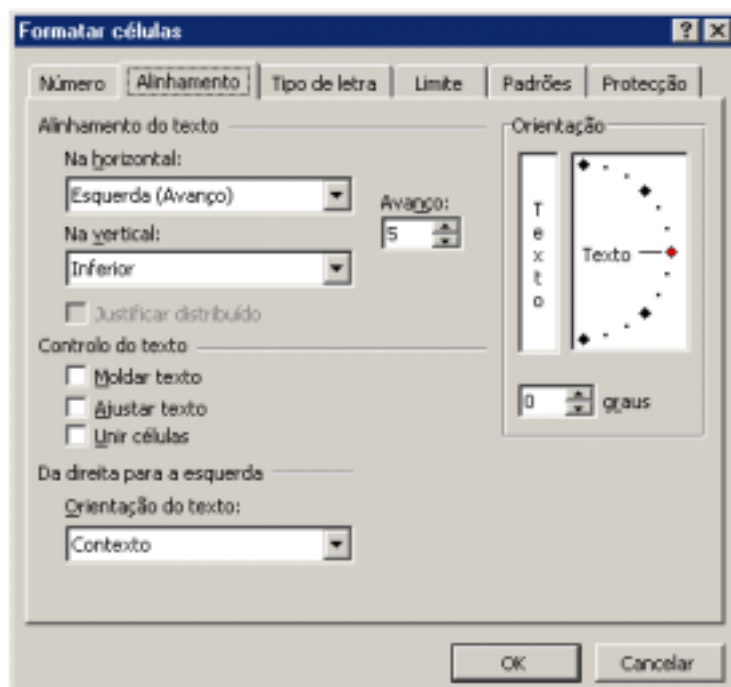 Formatar células
Número Alinhamento Tipo de letra Limite Padrões Protecção
Alinhamento do texto
Na horizontal:
Esquerda (Avanço)
Avanço:
5
Na vertical:
Inferior
Justificar distribuído
Controlo do texto
Moldar texto
Ajustar texto
Unir células
Da direita para a esquerda
Orientação do texto:
Contexto
Orientação
Texto
Texto
0 graus
OK Cancelar